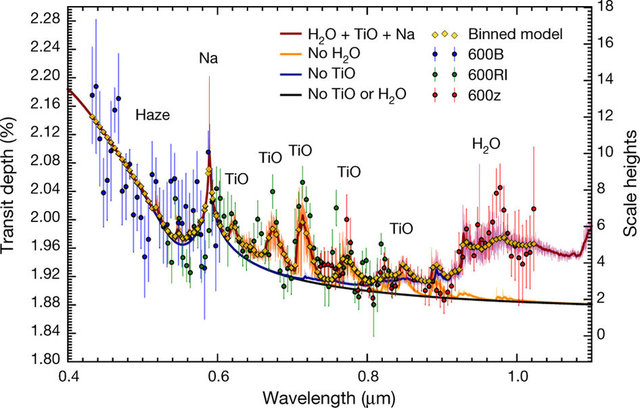 2.28
2.24
2.20
2.16
2.12
2.08
2.04
2.00
1.96
1.92
1.88
1.84
1.80
Transit depth (%)
18
16
14
12
10
8
6
4
2
0
Scale heights
H₂O + TiO + Na
No H₂O
No TiO
No TiO or H₂O
Binned model
600B
600RI
600z
Haze
Na
TiO
TiO
TiO
TiO
TiO
H₂O
0.4 0.6 0.8 1.0
Wavelength (μm)